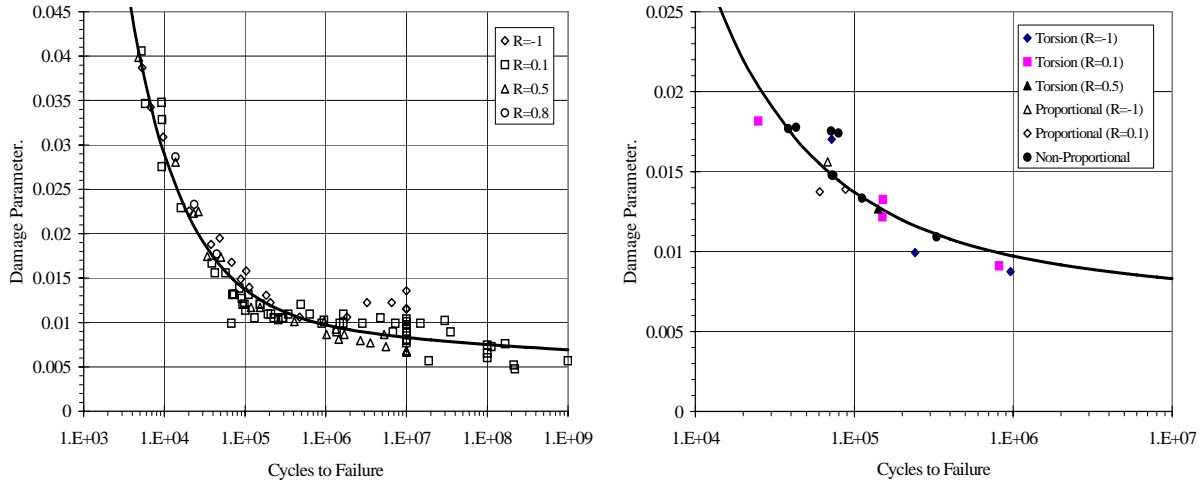 0.045
0.04
0.035
0.03
0.025
0.02
0.015
0.01
0.005
0
Damage Parameter.
1.E+03 1.E+04 1.E+05 1.E+06 1.E+07 1.E+08 1.E+09
Cycles to Failure
R=-1
R=0.1
R=0.5
R=0.8
0.025
0.02
0.015
0.01
0.005
0
Damage Parameter.
1.E+04 1.E+05 1.E+06 1.E+07
Cycles to Failure
Torsion (R=-1)
Torsion (R=0.1)
Torsion (R=0.5)
Proportional (R=-1)
Proportional (R=0.1)
Non-Proportional